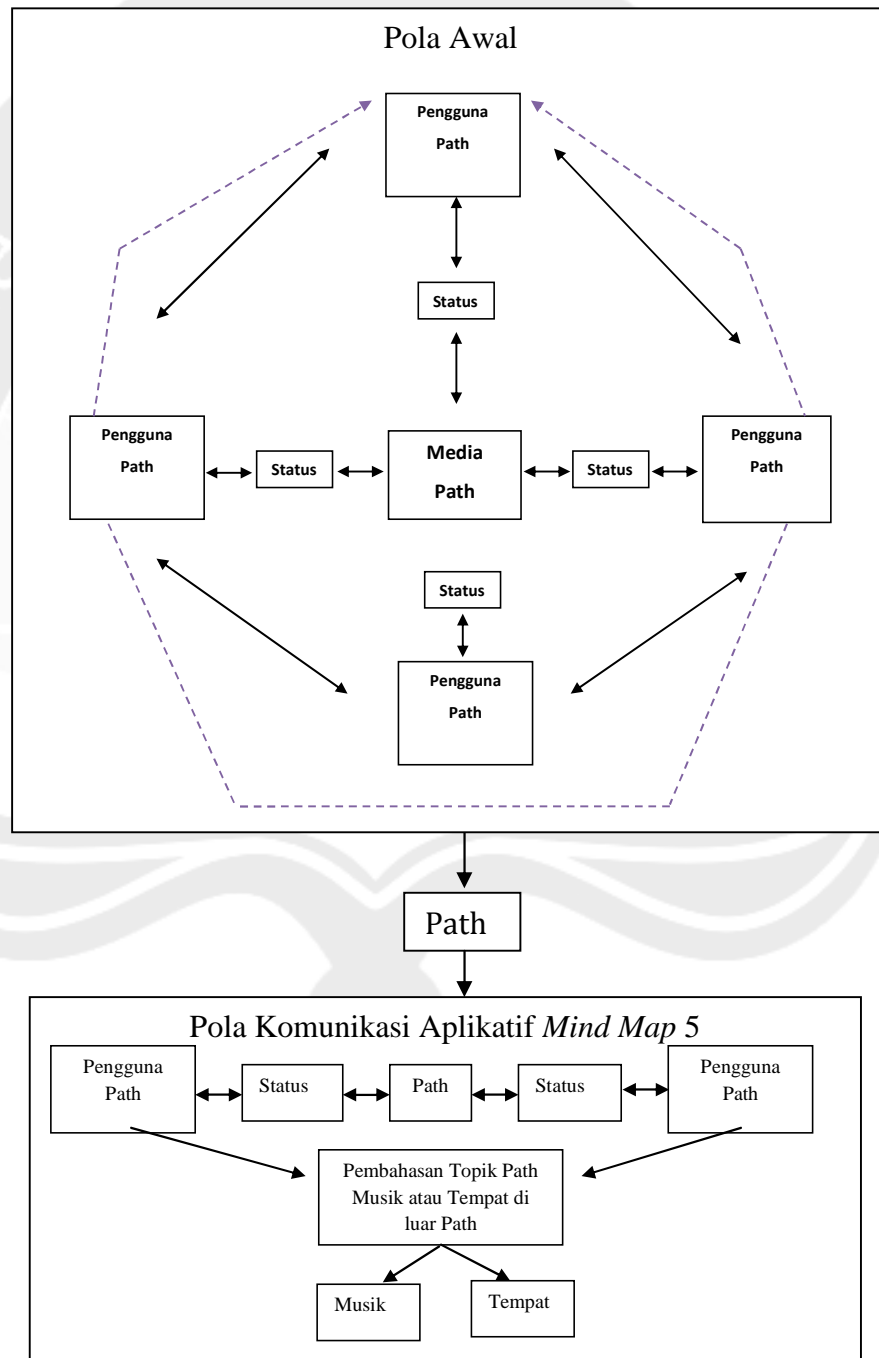 Pola Awal
Pengguna
Path
Status
Pengguna
Path
Status
Media
Path
Status
Pengguna
Path
Status
Pengguna
Path
Path
Pola Komunikasi Aplikatif Mind Map 5
Pengguna
Path
Status
Path
Status
Pengguna
Path
Pembahasan Topik Path
Musik atau Tempat di
luar Path
Musik
Tempat